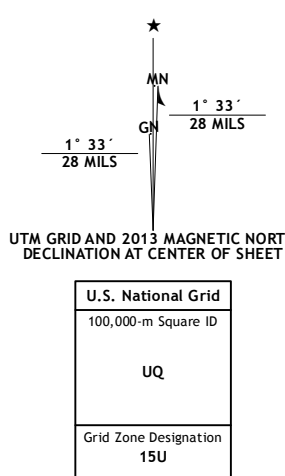 ★
MN
1° 33´
28 MILS
GN
1° 33´
28 MILS
UTM GRID AND 2013 MAGNETIC NORT
DECLINATION AT CENTER OF SHEET
U.S. National Grid
100,000-m Square ID
UQ
Grid Zone Designation
15U